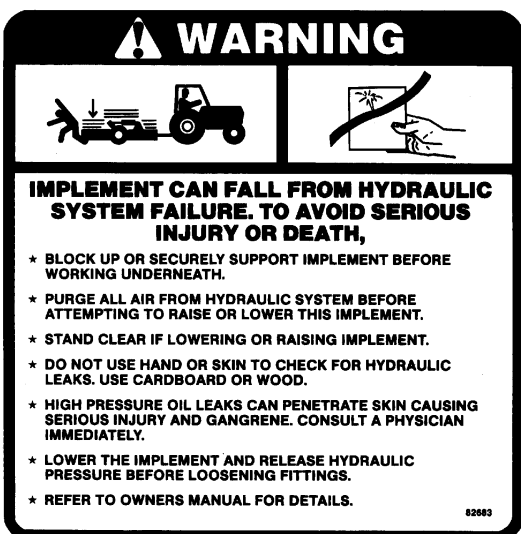 WARNING
IMPLEMENT CAN FALL FROM HYDRAULIC
SYSTEM FAILURE. TO AVOID SERIOUS
INJURY OR DEATH,
★ BLOCK UP OR SECURELY SUPPORT IMPLEMENT BEFORE
WORKING UNDERNEATH.
★ PURGE ALL AIR FROM HYDRAULIC SYSTEM BEFORE
ATTEMPTING TO RAISE OR LOWER THIS IMPLEMENT.
★ STAND CLEAR IF LOWERING OR RAISING IMPLEMENT.
★ DO NOT USE HAND OR SKIN TO CHECK FOR HYDRAULIC
LEAKS. USE CARDBOARD OR WOOD.
★ HIGH PRESSURE OIL LEAKS CAN PENETRATE SKIN CAUSING
SERIOUS INJURY AND GANGRENE. CONSULT A PHYSICIAN
IMMEDIATELY.
★ LOWER THE IMPLEMENT AND RELEASE HYDRAULIC
PRESSURE BEFORE LOOSENING FITTINGS.
★ REFER TO OWNERS MANUAL FOR DETAILS.
82683